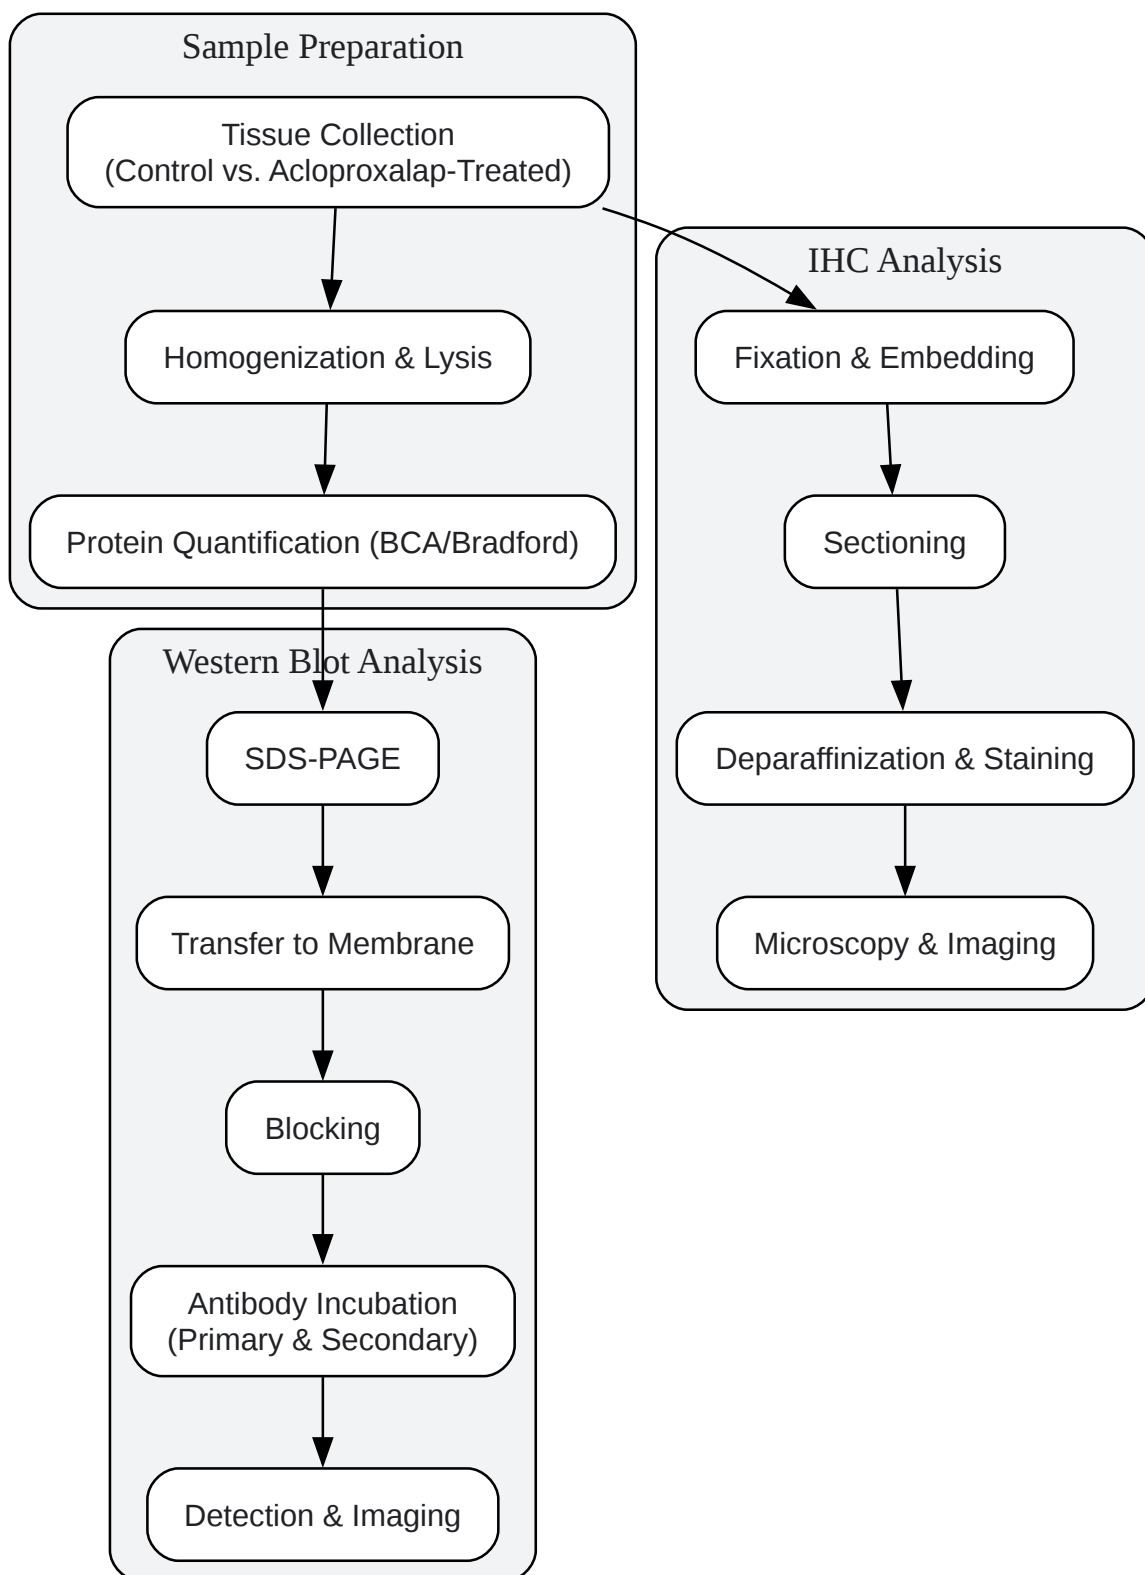 Sample Preparation
Tissue Collection
(Control vs. Acloproxalap-Treated)
Homogenization & Lysis
Protein Quantification (BCA/Bradford)
Western Blot Analysis
SDS-PAGE
Transfer to Membrane
Blocking
Antibody Incubation
(Primary & Secondary)
Detection & Imaging
IHC Analysis
Fixation & Embedding
Sectioning
Deparaffinization & Staining
Microscopy & Imaging